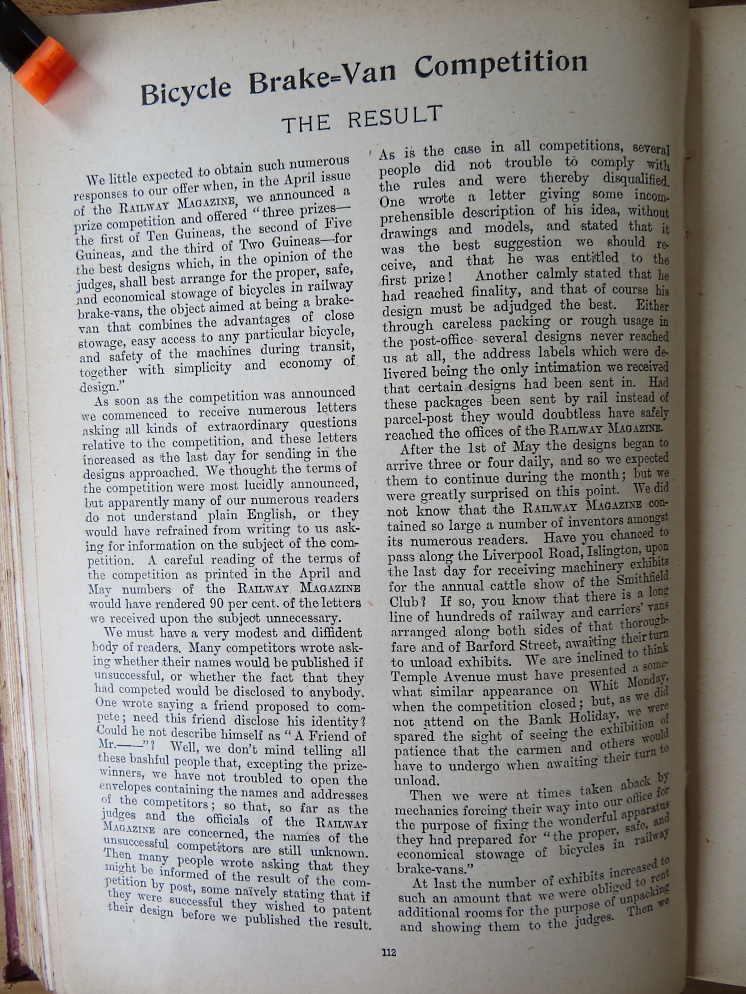 Bicycle Brake=Van Competition
THE RESULT
We little expected to obtain such numerous
responses to our offer when, in the April issue
of the RAILWAY MAGAZINE, we announced a
prize competition and offered "three prizes—
the first of Ten Guineas, the second of Five
Guineas, and the third of Two Guineas—for
the best designs which, in the opinion of the
judges, shall best arrange for the proper, safe,
and economical stowage of bicycles in railway
brake-vans, the object aimed at being a brake-
van that combines the advantages of close
stowage, easy access to any particular bicycle,
and safety of the machines during transit,
together with simplicity and economy of
design."
As soon as the competition was announced
we commenced to receive numerous letters
asking all kinds of extraordinary questions
relative to the competition, and these letters
increased as the last day for sending in the
designs approached. We thought the terms of
the competition were most lucidly announced,
but apparently many of our numerous readers
do not understand plain English, or they
would have refrained from writing to us ask-
ing for information on the subject of the com-
petition. A careful reading of the terms of
the competition as printed in the April and
May numbers of the RAILWAY MAGAZINE
would have rendered 90 per cent. of the letters
we received upon the subject unnecessary.
We must have a very modest and diffident
body of readers. Many competitors wrote ask-
ing whether their names would be published if
unsuccessful, or whether the fact that they
had competed would be disclosed to anybody.
One wrote saying a friend proposed to com-
pete; need this friend disclose his identity?
Could he not describe himself as "A Friend of
Mr.——"? Well, we don't mind telling all
these bashful people that, excepting the prize-
winners, we have not troubled to open the
envelopes containing the names and addresses
of the competitors; so that, so far as the
judges and the officials of the RAILWAY
MAGAZINE are concerned, the names of the
unsuccessful competitors are still unknown.
Then many people wrote asking that they
might be informed of the result of the com-
petition by post, some naïvely stating that if
they were successful they wished to patent
their design before we published the result.
As is the case in all competitions, several
people did not trouble to comply with
the rules and were thereby disqualified.
One wrote a letter giving some incom-
prehensible description of his idea, without
drawings and models, and stated that it
was the best suggestion we should re-
ceive, and that he was entitled to the
first prize! Another calmly stated that he
had reached finality, and that of course his
design must be adjudged the best. Either
through careless packing or rough usage in
the post-office several designs never reached
us at all, the address labels which were de-
livered being the only intimation we received
that certain designs had been sent in. Had
these packages been sent by rail instead of
parcel-post they would doubtless have safely
reached the offices of the RAILWAY MAGAZINE.
After the 1st of May the designs began to
arrive three or four daily, and so we expected
them to continue during the month; but we
were greatly surprised on this point. We did
not know that the RAILWAY MAGAZINE con-
tained so large a number of inventors amongst
its numerous readers. Have you chanced to
pass along the Liverpool Road, Islington, upon
the last day for receiving machinery exhibits
for the annual cattle show of the Smithfield
Club? If so, you know that there is a long
line of hundreds of railway and carriers' vans
arranged along both sides of that thorough-
fare and of Barford Street, awaiting their turn
to unload exhibits. We are inclined to think
Temple Avenue must have presented a some-
what similar appearance on Whit Monday,
when the competition closed; but, as we did
not attend on the Bank Holiday, we were
spared the sight of seeing the exhibition of
patience that the carmen and others would
have to undergo when awaiting their turn to
unload.
Then we were at times taken aback by
mechanics forcing their way into our office for
the purpose of fixing the wonderful apparatus
they had prepared for "the proper, safe, and
economical stowage of bicycles in railway
brake-vans."
At last the number of exhibits increased to
such an amount that we were obliged to rent
additional rooms for the purpose of unpacking
and showing them to the judges. Then we
112